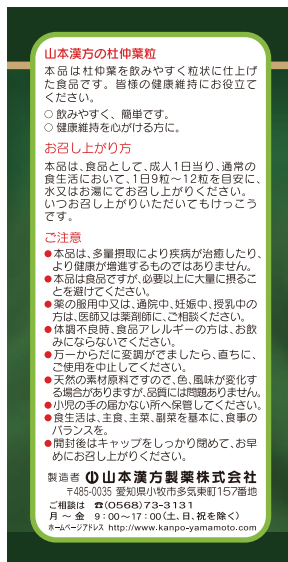 山本漢方の杜仲葉粒
本品は杜仲葉を飲みやすく粒状に仕上げ
た食品です。皆様の健康維持にお役立て
ください。
○ 飲みやすく、簡単です。
○ 健康維持を心がける方に。
お召し上がり方
本品は、食品として、成人1日当り、通常の
食生活において、1日9粒～12粒を目安に、
水又はお湯にてお召し上がりください。
いつお召し上がりいただいてもけっこう
です。
ご注意
●本品は、多量摂取により疾病が治癒したり、
より健康が増進するものではありません。
●本品は食品ですが、必要以上に大量に摂るこ
とを避けてください。
●薬の服用中又は、通院中、妊娠中、授乳中の
方は、医師又は薬剤師に、ご相談ください。
●体調不良時、食品アレルギーの方は、お飲
みにならないでください。
●万一からだに変調がでましたら、直ちに、
ご使用を中止してください。
●天然の素材原料ですので、色、風味が変化す
る場合がありますが、品質には問題ありません。
●小児の手の届かない所へ保管してください。
●食生活は、主食、主菜、副菜を基本に、食事の
バランスを。
●開封後はキャップをしっかり閉めて、お早
めにお召し上がりください。
製造者 山本漢方製薬株式会社
〒485-0035 愛知県小牧市多気東町157番地
ご相談は ☎(0568)73-3131
月～金 9:00～17:00(土、日、祝を除く)
ホームページアドレス http://www.kanpo-yamamoto.com